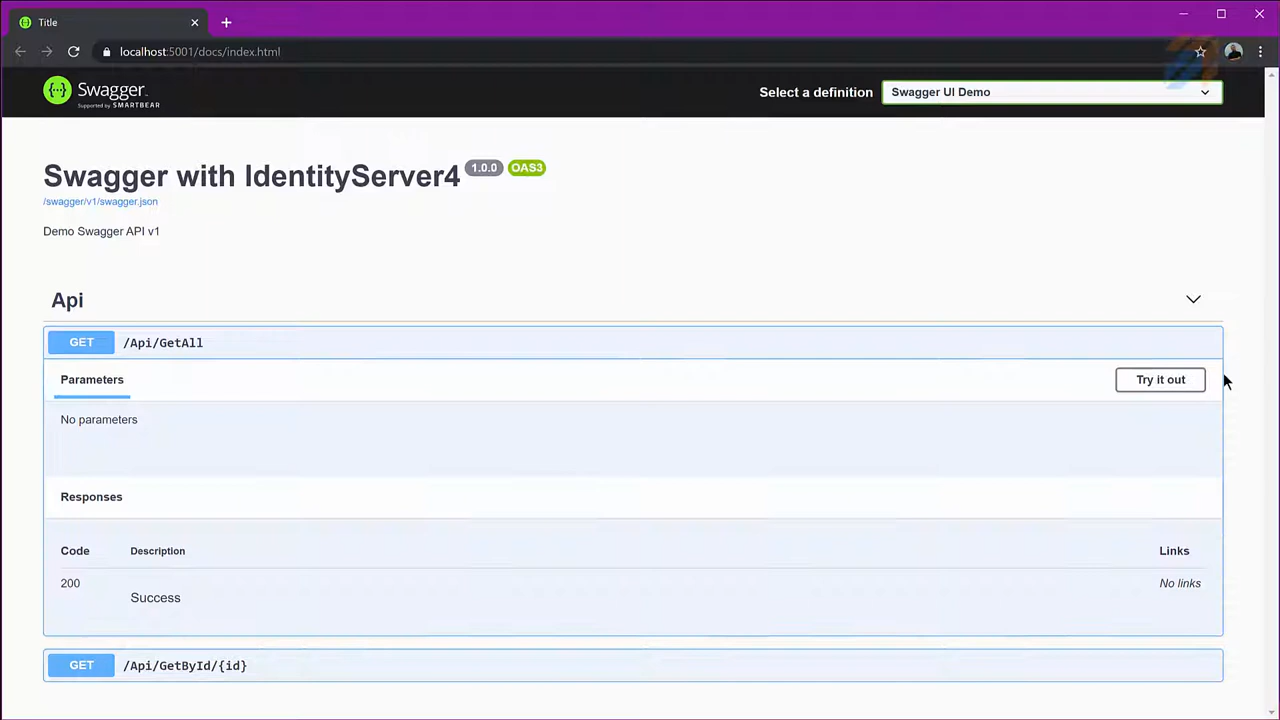 Title
localhost:5001/docs/index.html
{··} Swagger.
Supported by SMARTBEAR
Select a definition
Swagger UI Demo
Swagger with IdentityServer4 1.0.0 OAS3
/swagger/v1/swagger.json
Demo Swagger API v1
Api
GET /Api/GetAll
Parameters
Try it out
No parameters
Responses
Code Description Links
200 No links
Success
GET /Api/GetById/{id}